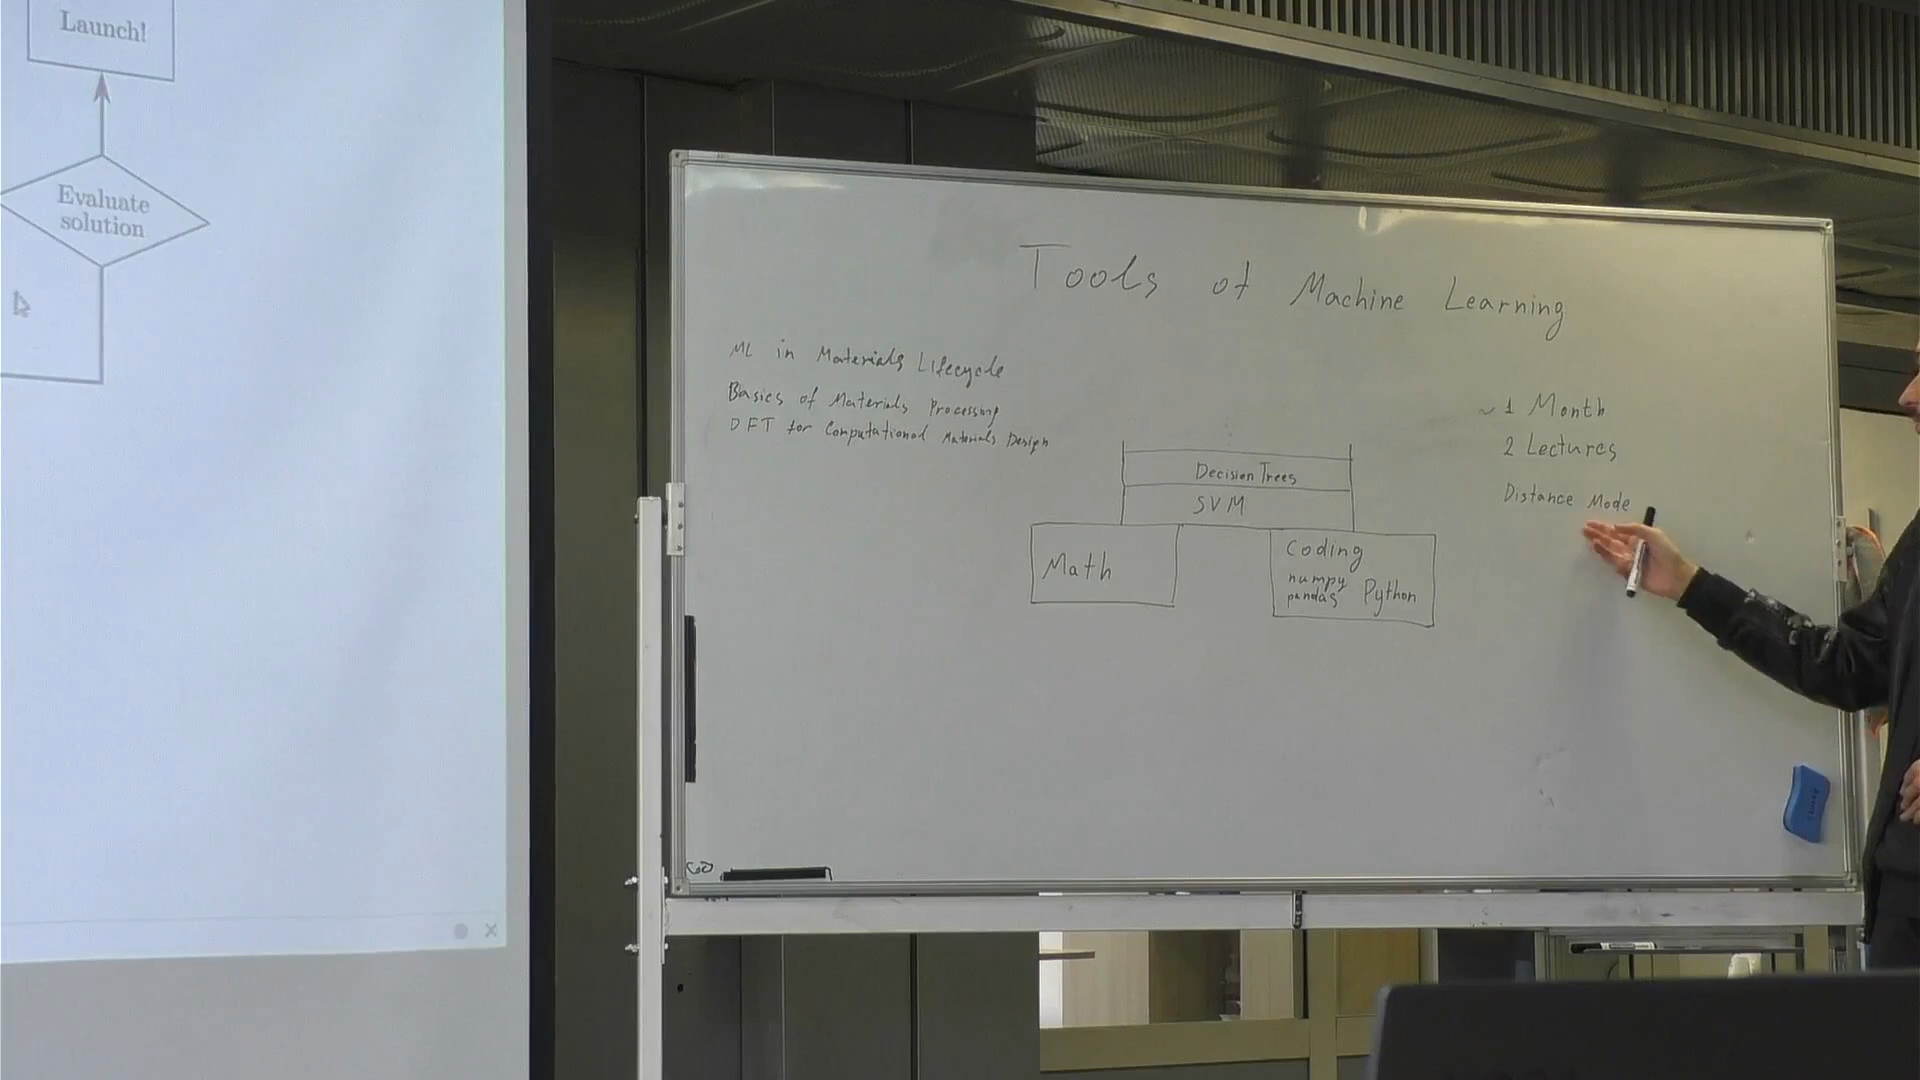 Launch!
Evaluate
solution
Tools of Machine Learning
ML in Materials Lifecycle
Basics of Materials Processing
DFT for Computational Materials Design
~ 1 Month
2 Lectures
Distance Mode
Decision Trees
SVM
Math
Coding
numpy
pandas Python